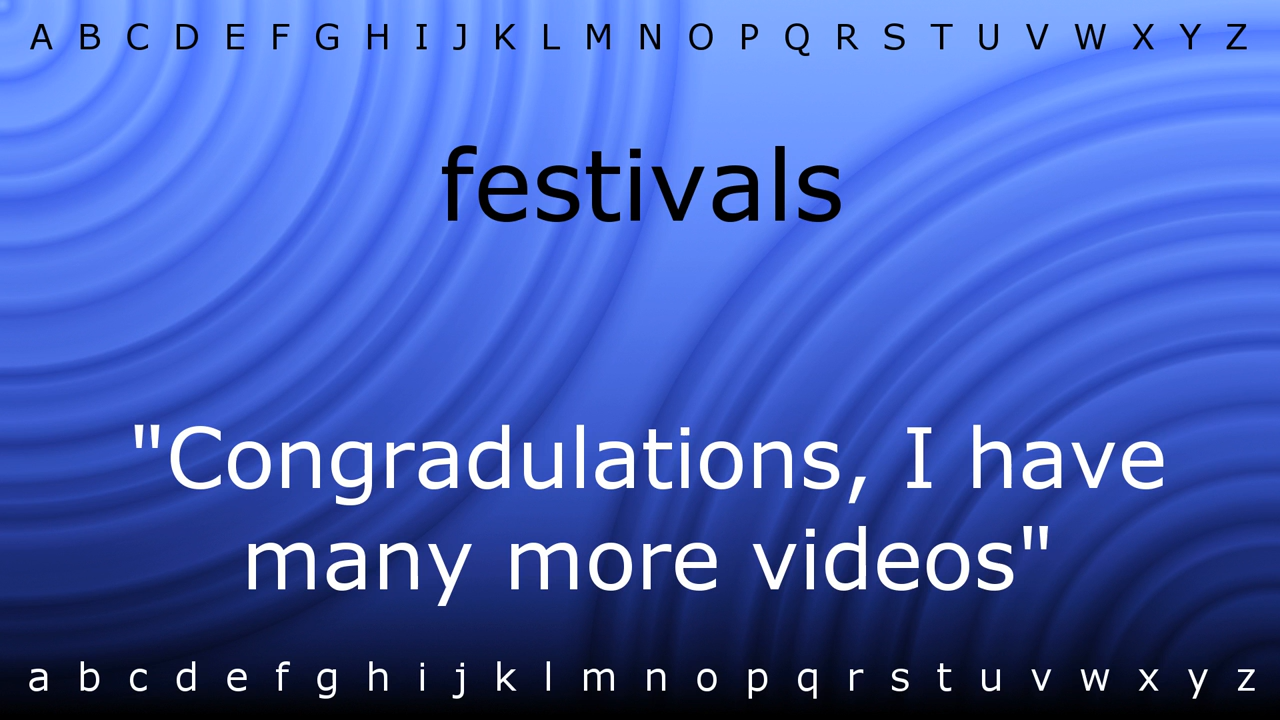 A B C D E F G H I J K L M N O P Q R S T U V W X Y Z
festivals
"Congradulations, I have
many more videos"
a b c d e f g h i j k l m n o p q r s t u v w x y z